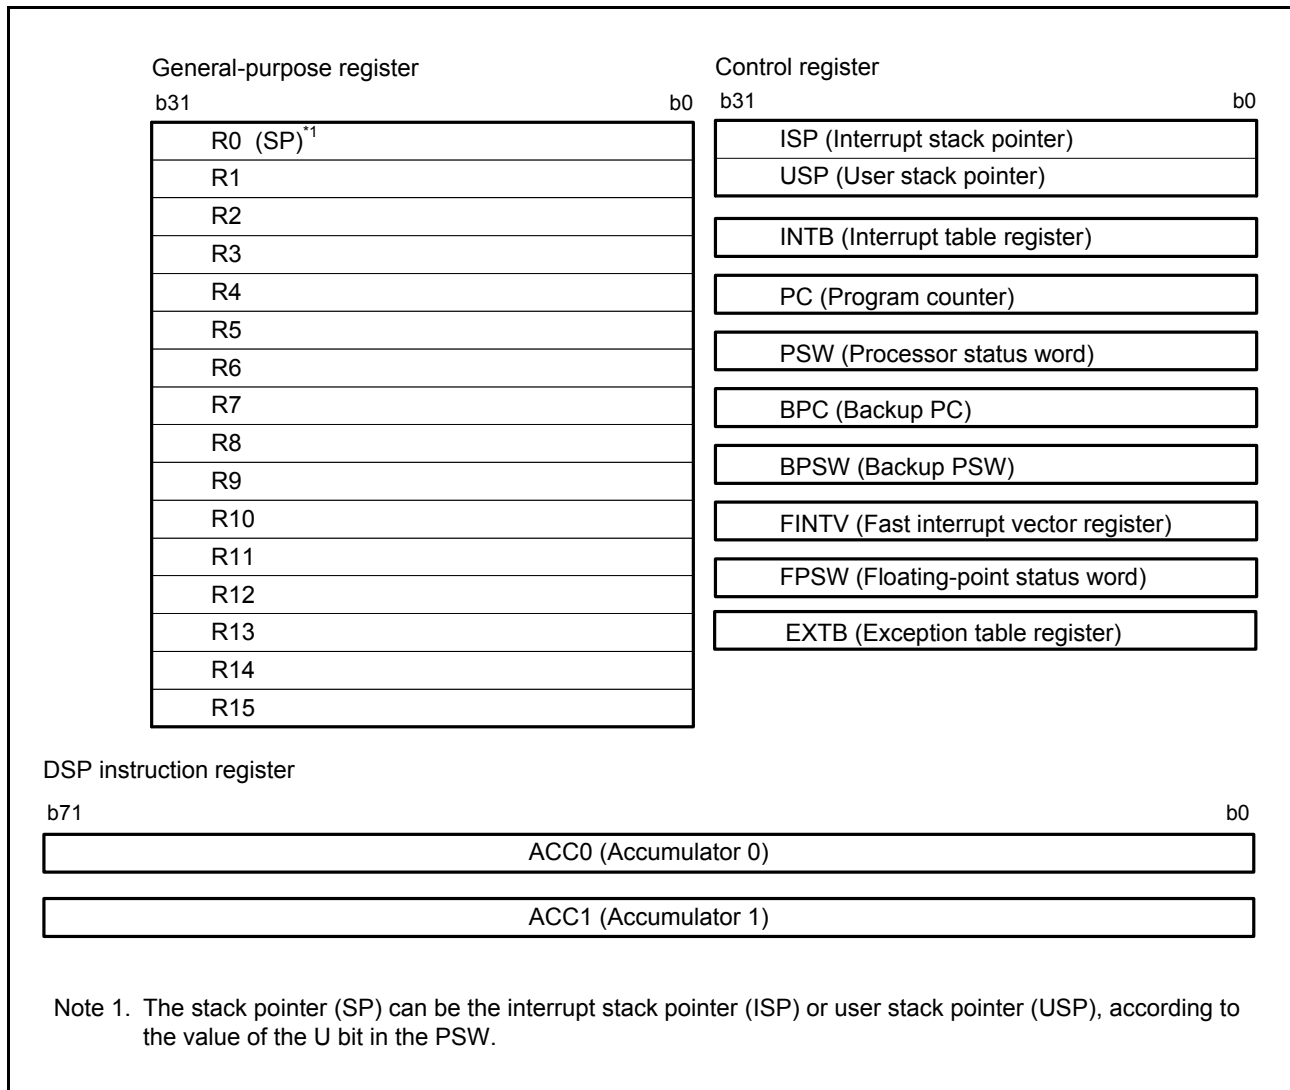 General-purpose register
b31 b0
R0 (SP)*1
R1
R2
R3
R4
R5
R6
R7
R8
R9
R10
R11
R12
R13
R14
R15
Control register
b31 b0
ISP (Interrupt stack pointer)
USP (User stack pointer)
INTB (Interrupt table register)
PC (Program counter)
PSW (Processor status word)
BPC (Backup PC)
BPSW (Backup PSW)
FINTV (Fast interrupt vector register)
FPSW (Floating-point status word)
EXTB (Exception table register)
DSP instruction register
b71 b0
ACC0 (Accumulator 0)
ACC1 (Accumulator 1)
Note 1. The stack pointer (SP) can be the interrupt stack pointer (ISP) or user stack pointer (USP), according to
the value of the U bit in the PSW.